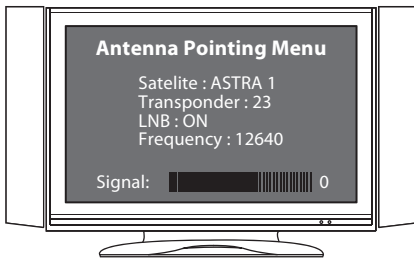 Antenna Pointing Menu
Satelite : ASTRA 1
Transponder : 23
LNB : ON
Frequency : 12640
Signal: 0